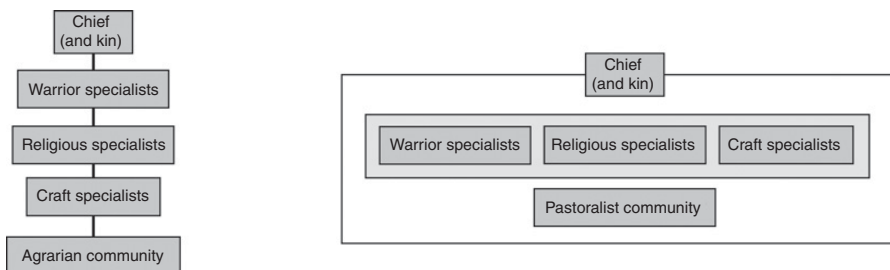 Chief
(and kin)
Warrior specialists
Religious specialists
Craft specialists
Agrarian community
Chief
(and kin)
Warrior specialists
Religious specialists
Craft specialists
Pastoralist community